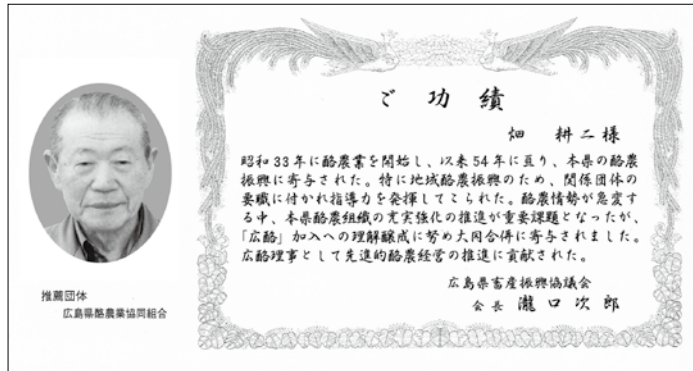 ご功績
畑 耕二様
昭和33年に酪農業を開始し、以来54年に亘り、本県の酪農
振興に寄与された。特に地域酪農振興のため、関係団体の
要職に付かれ指導力を発揮してこられた。酪農情勢が急変す
る中、本県酪農組織の充実強化の推進が重要課題となったが、
「広酪」加入への理解醸成に努め大同合併に寄与されました。
広酪理事として先進的酪農経営の推進に貢献された。
広島県畜産振興協議会
会長 瀧口次郎
推薦団体
広島県酪農業協同組合